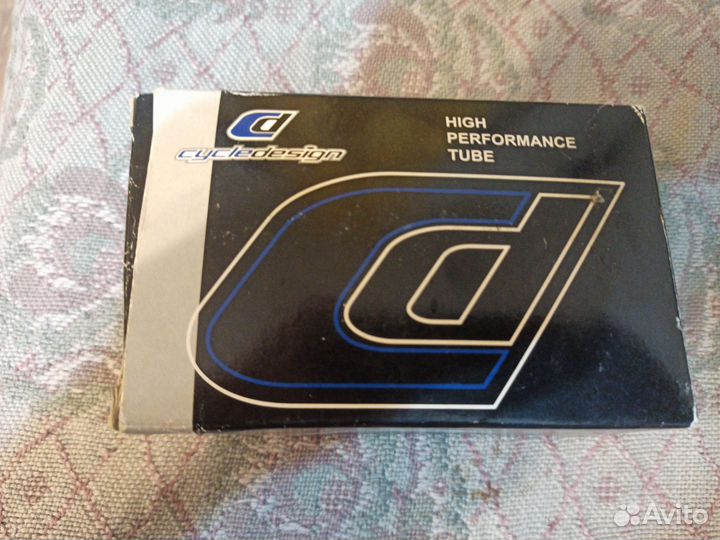 cycledesign
HIGH
PERFORMANCE
TUBE
Avito